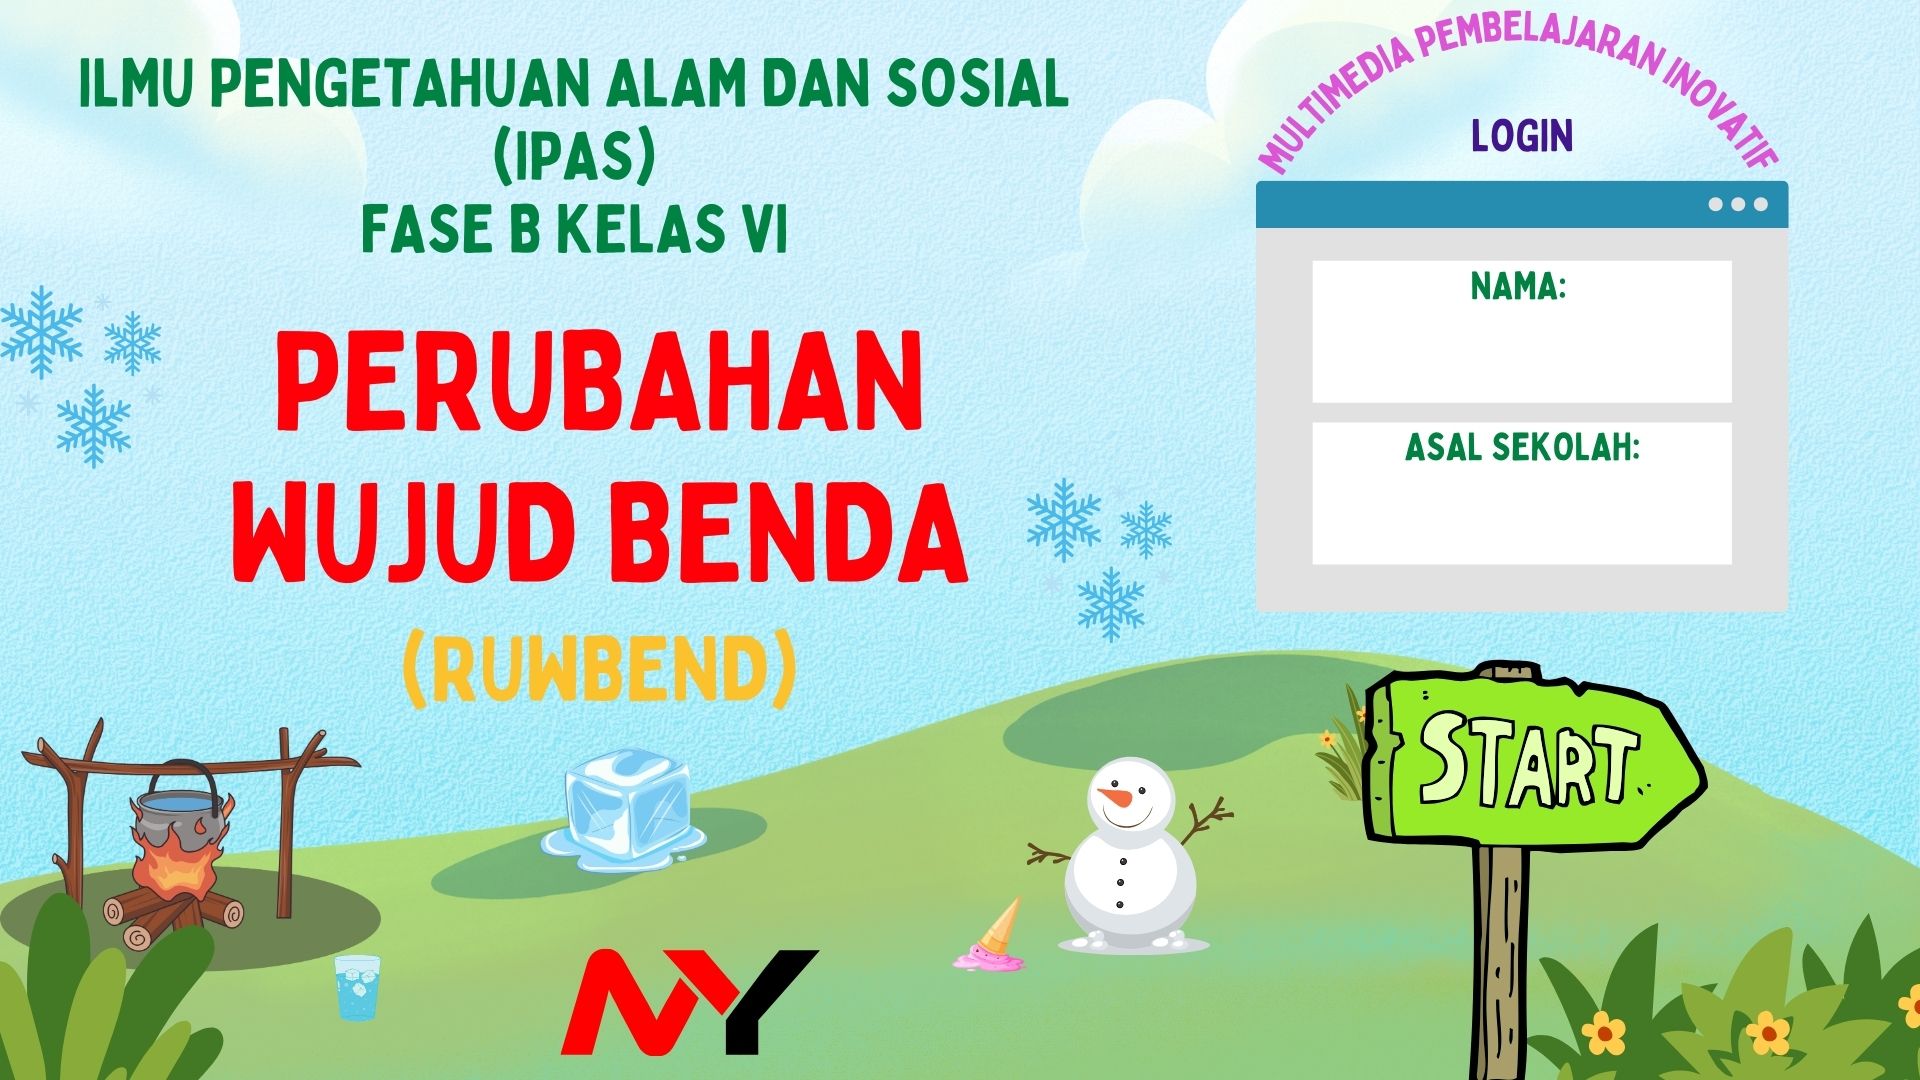 ILMU PENGETAHUAN ALAM DAN SOSIAL
(IPAS)
FASE B KELAS VI
PERUBAHAN
WUJUD BENDA
(RUWBEND)
MULTIMEDIA PEMBELAJARAN INOVATIF
LOGIN
NAMA:
ASAL SEKOLAH:
START
NY